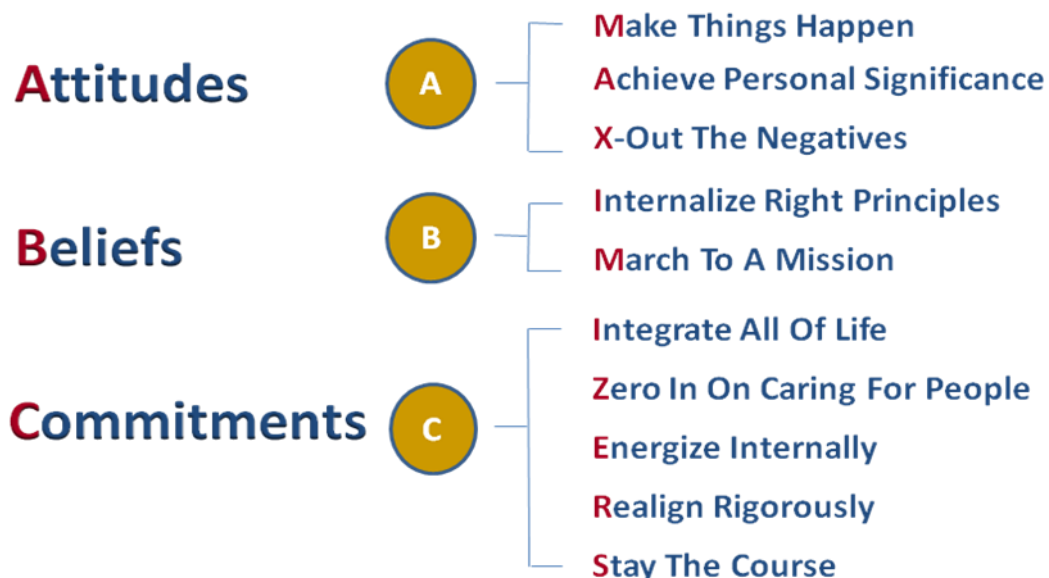 Attitudes
A
Make Things Happen
Achieve Personal Significance
X-Out The Negatives
Beliefs
B
Internalize Right Principles
March To A Mission
Commitments
C
Integrate All Of Life
Zero In On Caring For People
Energize Internally
Realign Rigorously
Stay The Course